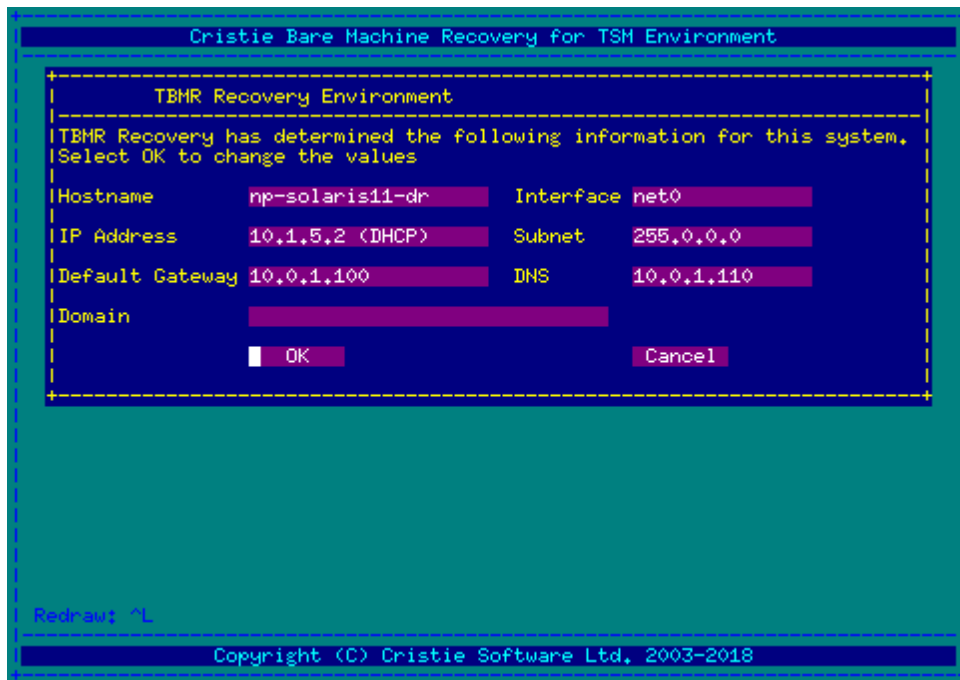 Cristie Bare Machine Recovery for TSM Environment
TBMR Recovery Environment
TBMR Recovery has determined the following information for this system.
Select OK to change the values
Hostname np-solaris11-dr Interface net0
IP Address 10.1.5.2 (DHCP) Subnet 255.0.0.0
Default Gateway 10.0.1.100 DNS 10.0.1.110
Domain
OK Cancel
Redraw: ^L
Copyright (C) Cristie Software Ltd. 2003-2018